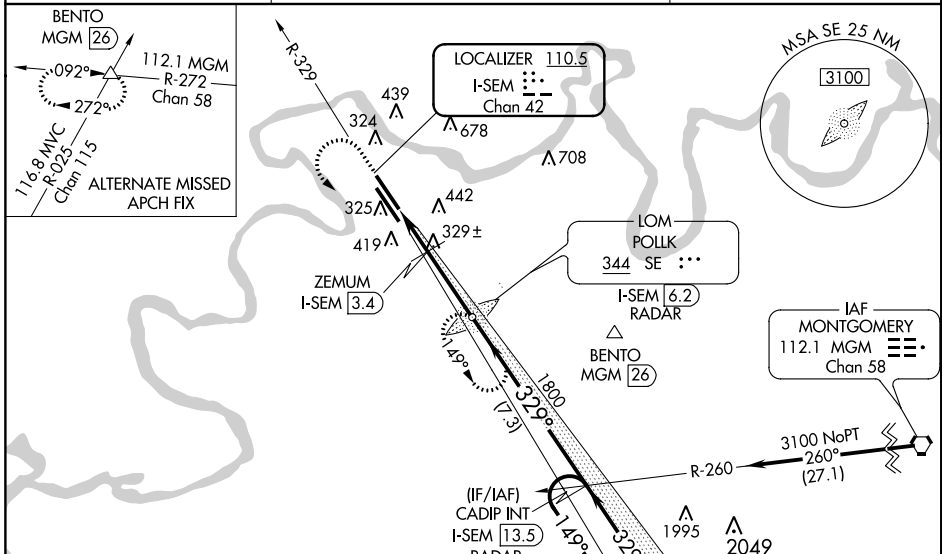 BENTO
MGM 26
092°
272°
112.1 MGM
R-272
Chan 58
116.8 MVC
R-025
Chan 115
ALTERNATE MISSED
APCH FIX
R-329
LOCALIZER 110.5
I-SEM
Chan 42
MSA SE 25 NM
3100
439
324
678
708
325
442
419
329±
ZEMUM
I-SEM 3.4
LOM
POLLK
344 SE
I-SEM 6.2
RADAR
BENTO
MGM 26
IAF
MONTGOMERY
112.1 MGM
Chan 58
149°
1800
329°
(7.3)
3100 NoPT
260°
(27.1)
R-260
(IF/IAF)
CADIP INT
I-SEM 13.5
RADAR
149°
329°
1995
2049